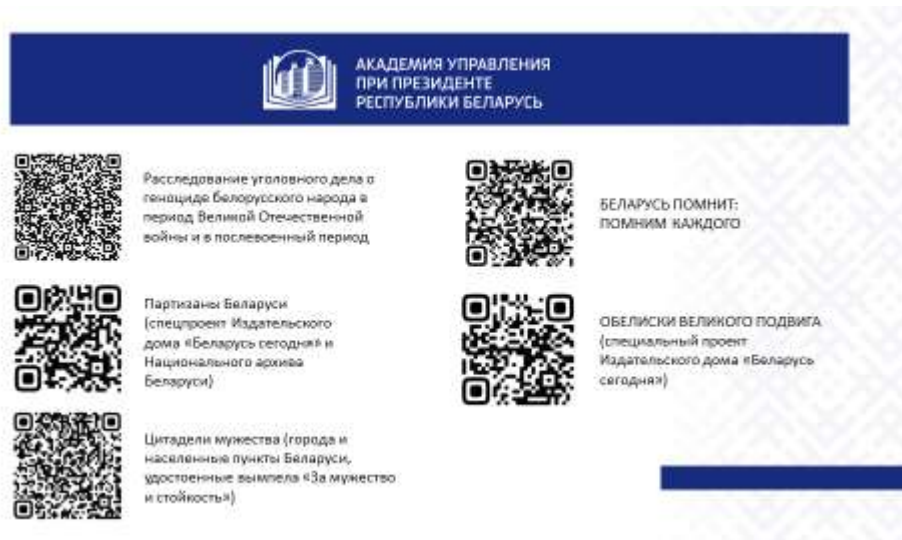 АКАДЕМИЯ УПРАВЛЕНИЯ
ПРИ ПРЕЗИДЕНТЕ
РЕСПУБЛИКИ БЕЛАРУСЬ
Расследование уголовного дела о
геноциде белорусского народа в
период Великой Отечественной
войны и в послевоенный период
Партизаны Беларуси
(спецпроект Издательского
дома «Беларусь сегодня» и
Национального архива
Беларуси)
Цитадели мужества (города и
населенные пункты Беларуси,
удостоенные вымпела «За мужество
и стойкость»)
БЕЛАРУСЬ ПОМНИТ:
ПОМНИМ КАЖДОГО
ОБЕЛИСКИ ВЕЛИКОГО ПОДВИГА
(специальный проект
Издательского дома «Беларусь
сегодня»)